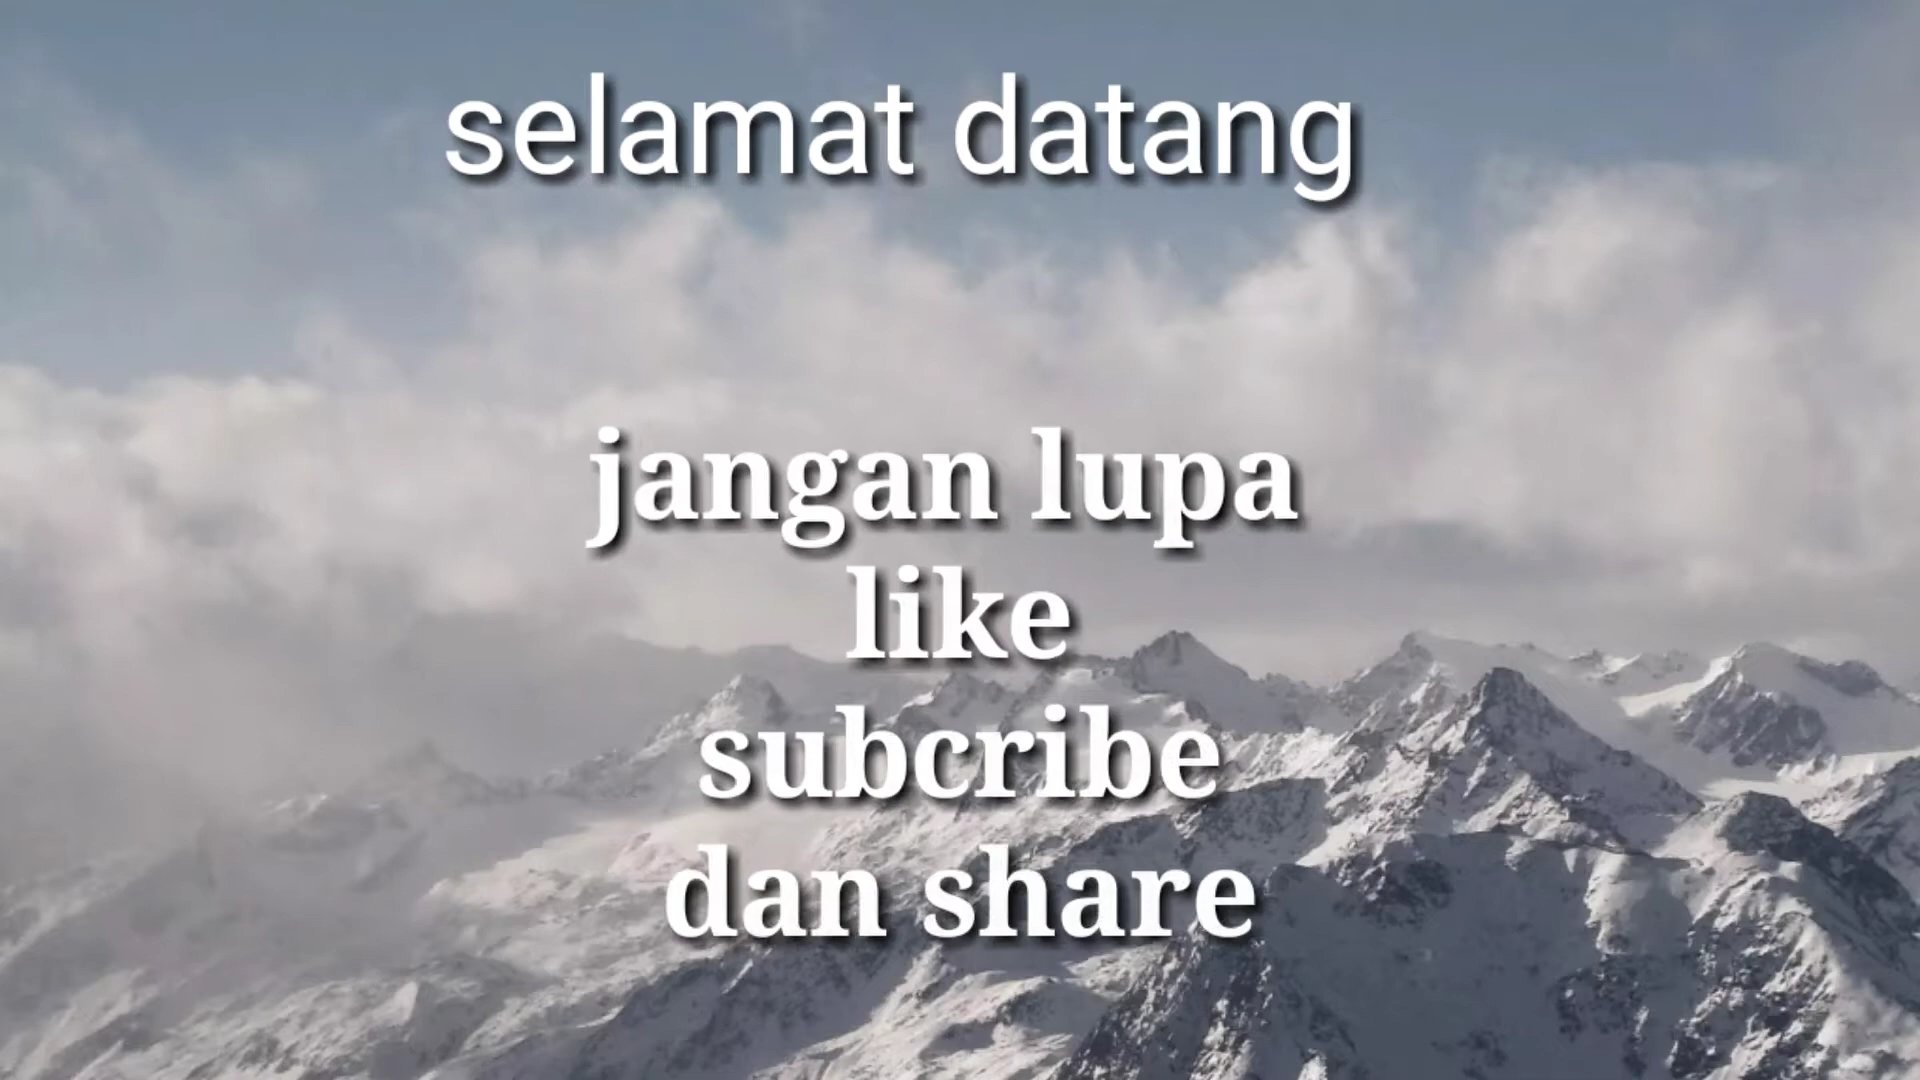 selamat datang
jangan lupa
like
subcribe
dan share